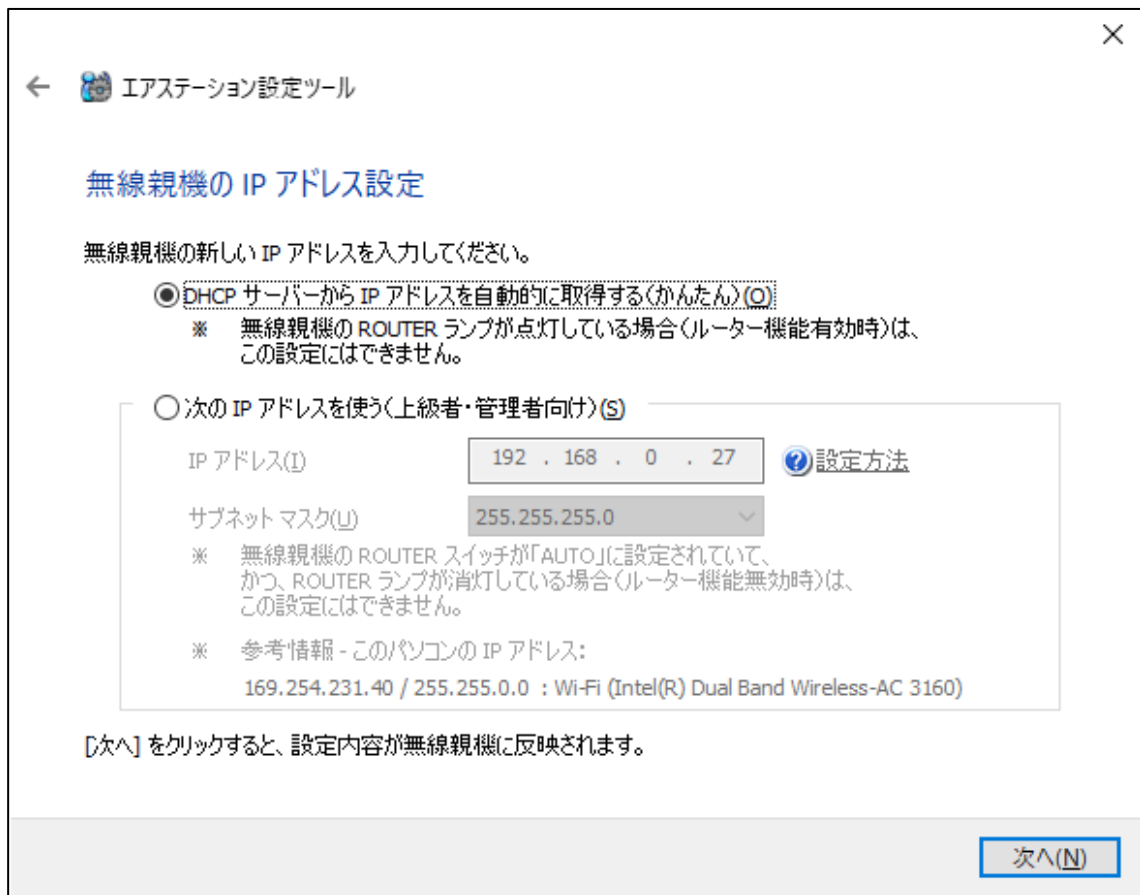 エアステーション設定ツール
無線親機の IP アドレス設定
無線親機の新しい IP アドレスを入力してください。
DHCP サーバーから IP アドレスを自動的に取得する(かんたん)(O)
※ 無線親機の ROUTER ランプが点灯している場合(ルーター機能有効時)は、
この設定にはできません。
次の IP アドレスを使う(上級者・管理者向け)(S)
IP アドレス(I) 192 . 168 . 0 . 27 設定方法
サブネット マスク(U) 255.255.255.0
※ 無線親機の ROUTER スイッチが「AUTO」に設定されていて、
かつ、ROUTER ランプが消灯している場合(ルーター機能無効時)は、
この設定にはできません。
※ 参考情報 - このパソコンの IP アドレス:
169.254.231.40 / 255.255.0.0 : Wi-Fi (Intel(R) Dual Band Wireless-AC 3160)
[次へ] をクリックすると、設定内容が無線親機に反映されます。
次へ(N)